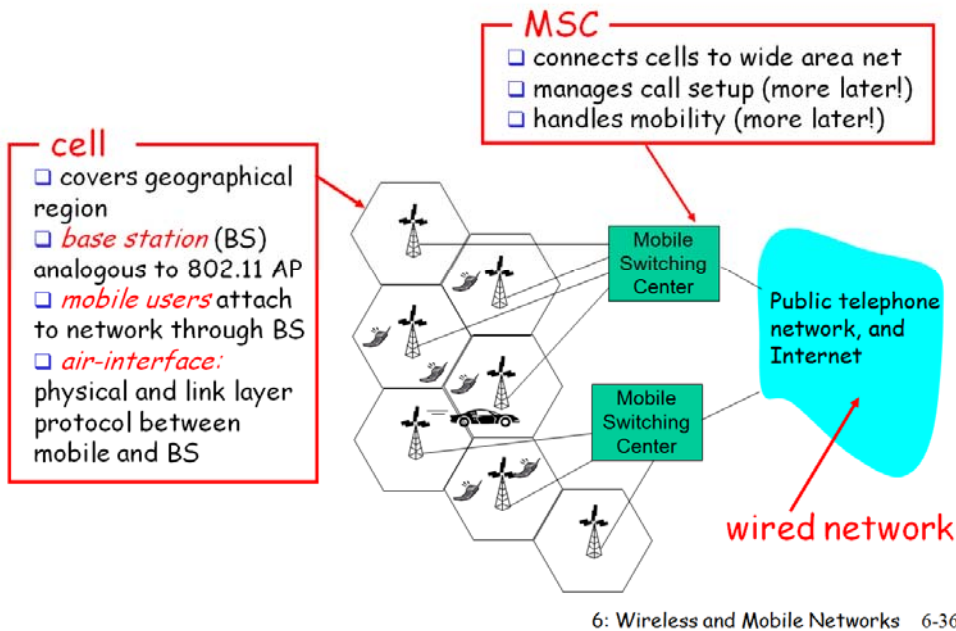 MSC
❑ connects cells to wide area net
❑ manages call setup (more later!)
❑ handles mobility (more later!)
cell
❑ covers geographical
region
❑ base station (BS)
analogous to 802.11 AP
❑ mobile users attach
to network through BS
❑ air-interface:
physical and link layer
protocol between
mobile and BS
Mobile
Switching
Center
Public telephone
network, and
Internet
Mobile
Switching
Center
wired network
6: Wireless and Mobile Networks 6-36